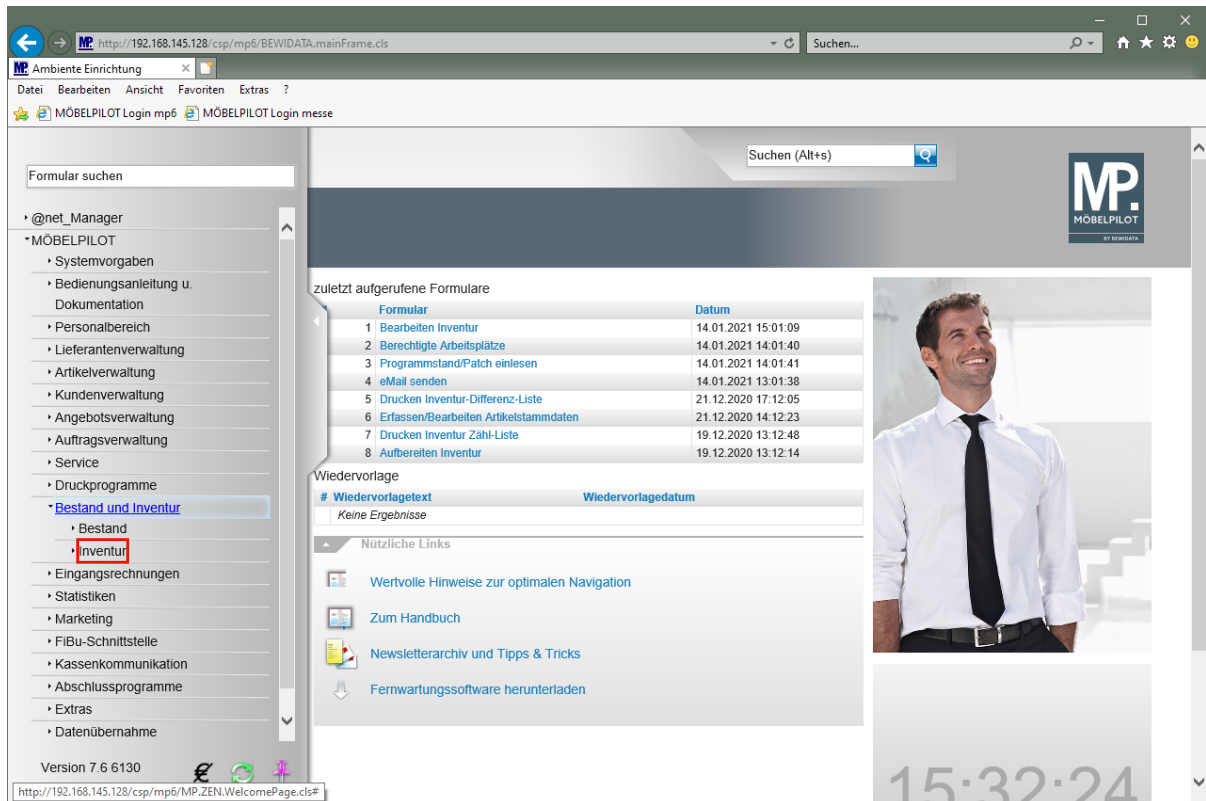 http://192.168.145.128/csp/mp6/BEWIDATA.mainFrame.cls
Suchen...
MP. Ambiente Einrichtung
Datei Bearbeiten Ansicht Favoriten Extras ?
MÖBELPILOT Login mp6 MÖBELPILOT Login messe
Formular suchen
Suchen (Alt+s)
MP.
MÖBELPILOT
BY BEWIDATA
@net_Manager
MÖBELPILOT
Systemvorgaben
Bedienungsanleitung u.
Dokumentation
Personalbereich
Lieferantenverwaltung
Artikelverwaltung
Kundenverwaltung
Angebotsverwaltung
Auftragsverwaltung
Service
Druckprogramme
Bestand und Inventur
Bestand
Inventur
Eingangsrechnungen
Statistiken
Marketing
FiBu-Schnittstelle
Kassenkommunikation
Abschlussprogramme
Extras
Datenübernahme
Version 7.6 6130
http://192.168.145.128/csp/mp6/MP.ZEN.WelcomePage.cls#
zuletzt aufgerufene Formulare
# Formular Datum
1 Bearbeiten Inventur 14.01.2021 15:01:09
2 Berechtigte Arbeitsplätze 14.01.2021 14:01:40
3 Programmstand/Patch einlesen 14.01.2021 14:01:41
4 eMail senden 14.01.2021 13:01:38
5 Drucken Inventur-Differenz-Liste 21.12.2020 17:12:05
6 Erfassen/Bearbeiten Artikelstammdaten 21.12.2020 14:12:23
7 Drucken Inventur Zähl-Liste 19.12.2020 13:12:48
8 Aufbereiten Inventur 19.12.2020 13:12:14
Wiedervorlage
# Wiedervorlagetext Wiedervorlagedatum
Keine Ergebnisse
Nützliche Links
Wertvolle Hinweise zur optimalen Navigation
Zum Handbuch
Newsletterarchiv und Tipps & Tricks
Fernwartungssoftware herunterladen
15:32:24